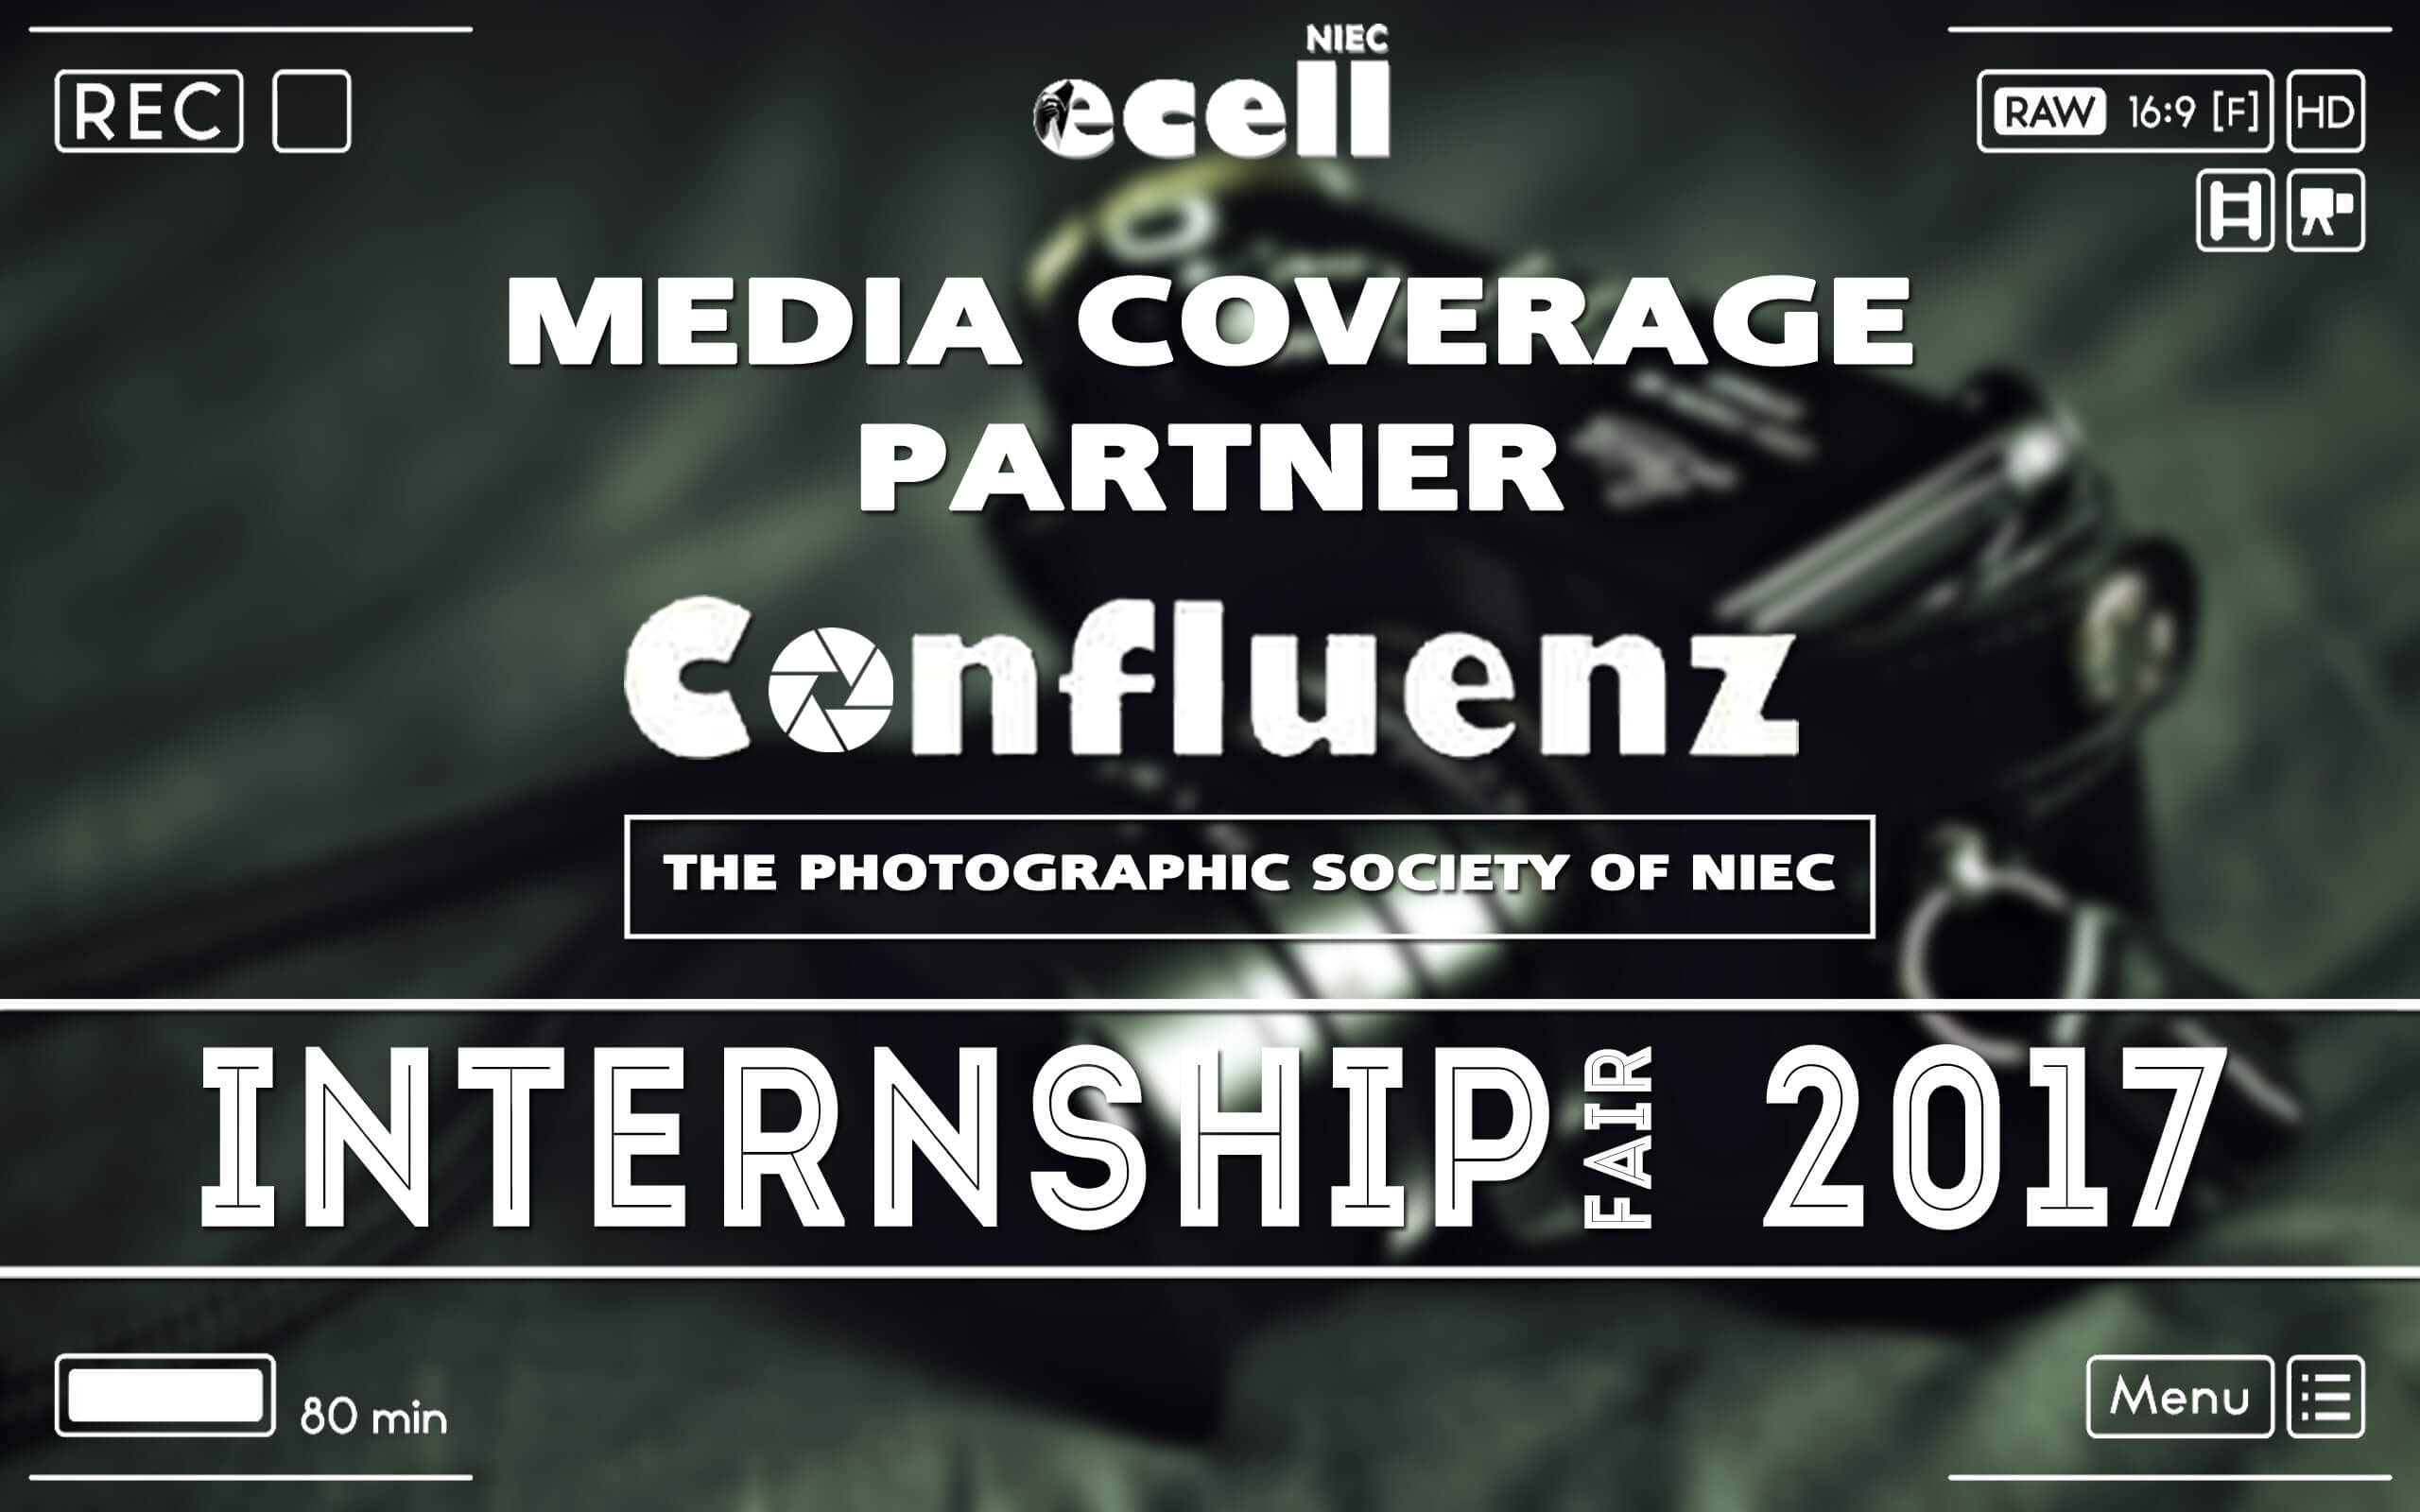 NIEC
ecell
REC
RAW 16:9 [F] HD
MEDIA COVERAGE
PARTNER
Confluenz
THE PHOTOGRAPHIC SOCIETY OF NIEC
INTERNSHIP FAIR 2017
80 min
Menu